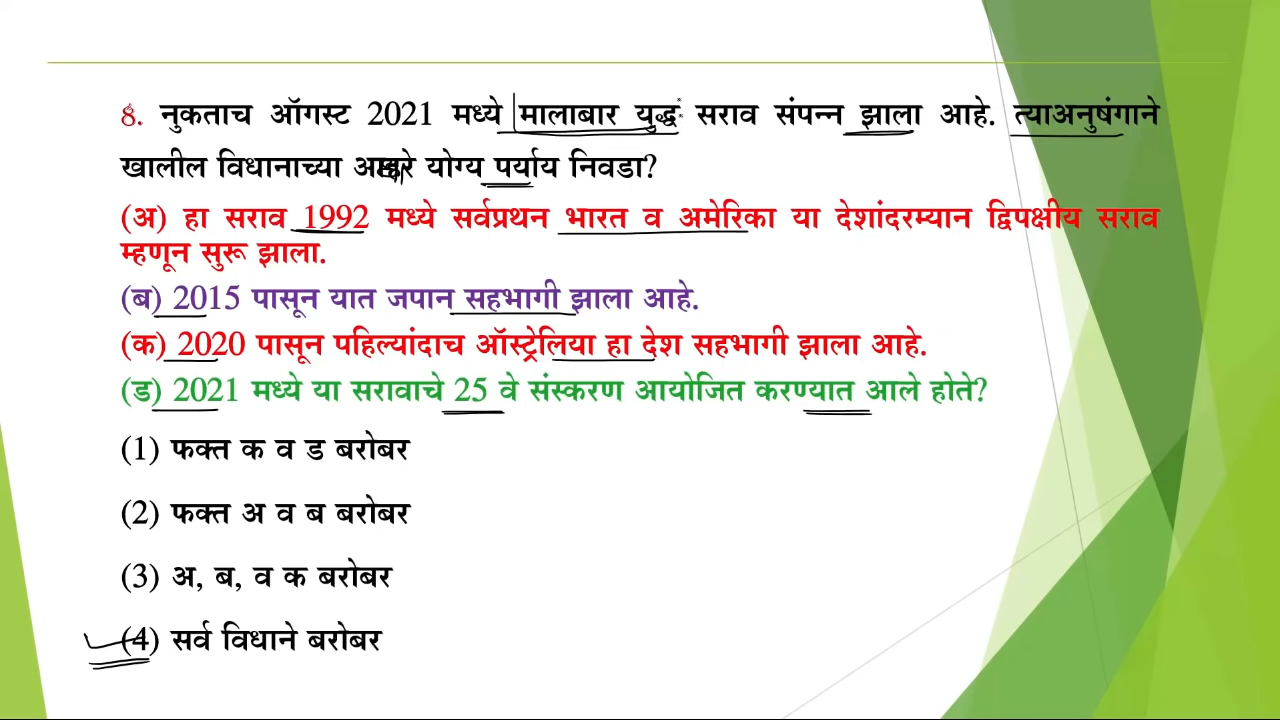 8. नुकताच ऑगस्ट 2021 मध्ये मालाबार युद्ध सराव संपन्न झाला आहे. त्याअनुषंगाने
खालील विधानाच्या योग्य पर्याय निवडा?
(अ) हा सराव 1992 मध्ये सर्वप्रथन भारत व अमेरिका या देशांदरम्यान द्विपक्षीय सराव
म्हणून सुरू झाला.
(ब) 2015 पासून यात जपान सहभागी झाला आहे.
(क) 2020 पासून पहिल्यांदाच ऑस्ट्रेलिया हा देश सहभागी झाला आहे.
(ड) 2021 मध्ये या सरावाचे 25 वे संस्करण आयोजित करण्यात आले होते?
(1) फक्त क व ड बरोबर
(2) फक्त अ व ब बरोबर
(3) अ, ब, व क बरोबर
(4) सर्व विधाने बरोबर